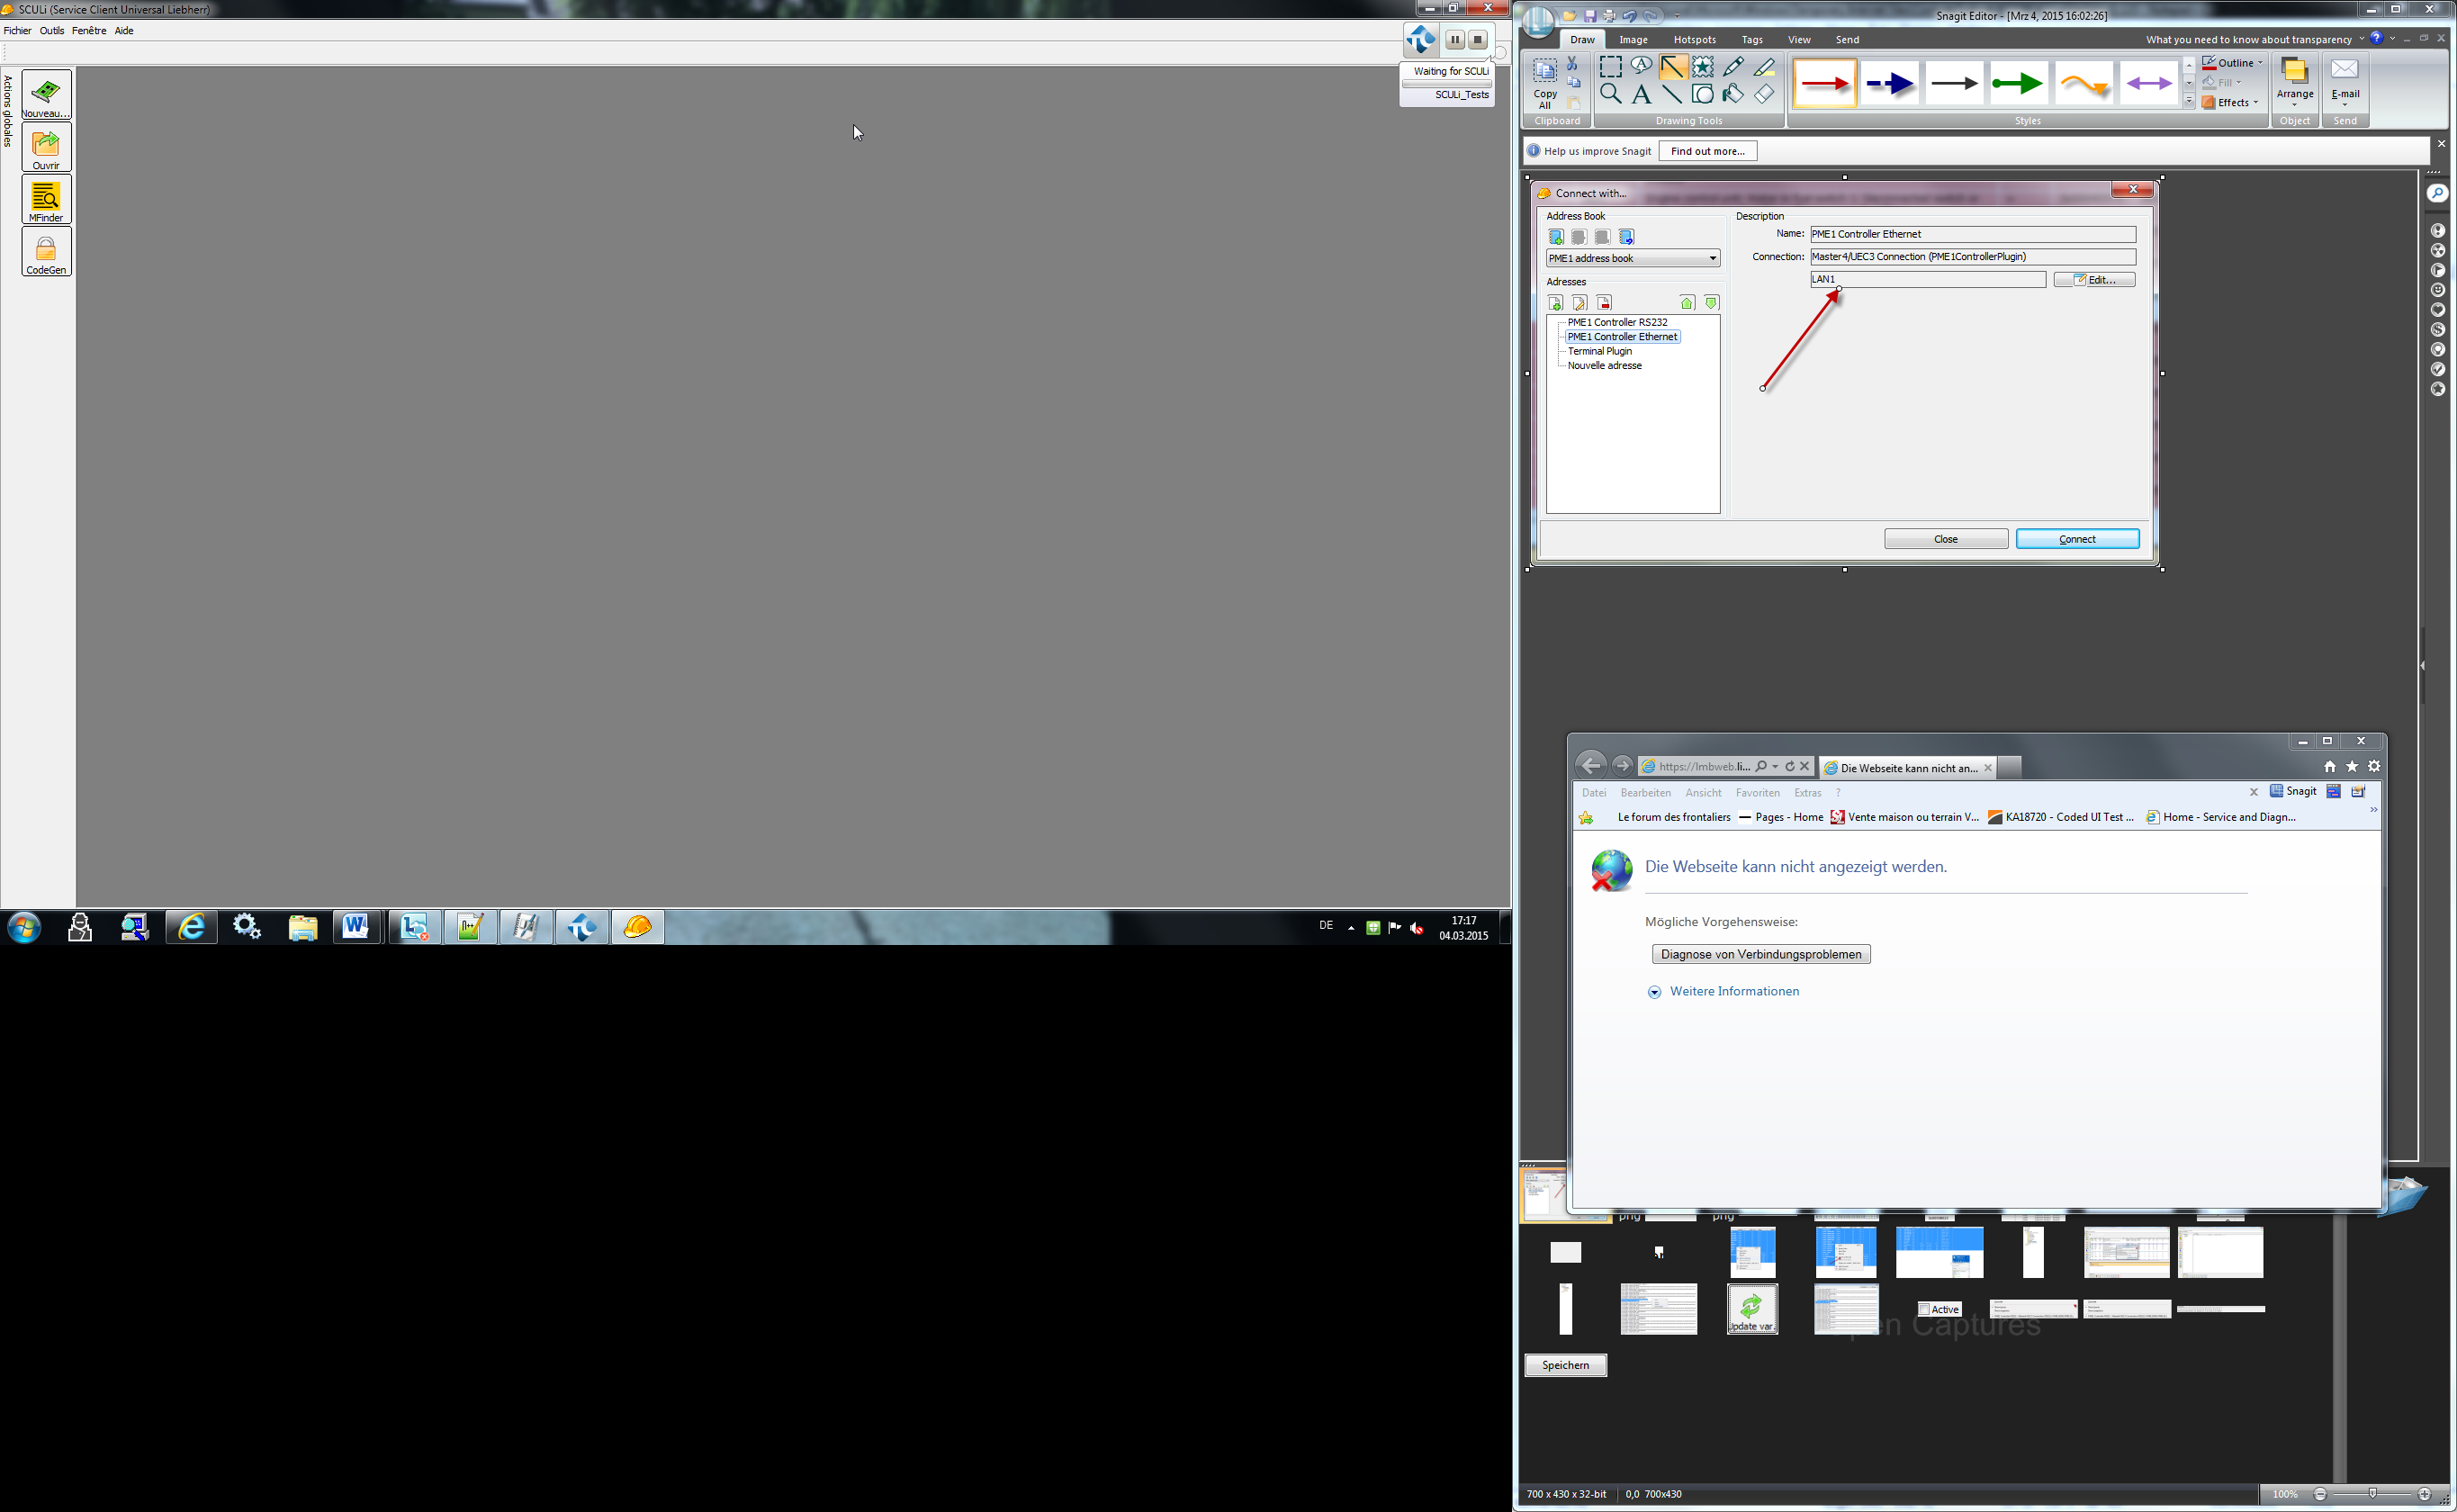 SCULi (Service Client Universal Liebherr)
Fichier Outils Fenêtre Aide
Waiting for SCULi
SCULi_Tests
Actions globales
Nouveau...
Ouvrir
MFinder
CodeGen
DE
17:17
04.03.2015
Snagit Editor - [Mrz 4, 2015 16:02:26]
Draw Image Hotspots Tags View Send
What you need to know about transparency
Copy All
Clipboard
Drawing Tools
Styles
Outline
Fill
Effects
Arrange
Object
E-mail
Send
Help us improve Snagit
Find out more...
Connect with...
Address Book
PME1 address book
Adresses
PME1 Controller RS232
PME1 Controller Ethernet
Terminal Plugin
Nouvelle adresse
Description
Name: PME1 Controller Ethernet
Connection: Master4/UEC3 Connection (PME1ControllerPlugin)
LAN1
Edit...
Close
Connect
https://lmbweb.li...
Die Webseite kann nicht an...
Datei Bearbeiten Ansicht Favoriten Extras ?
Snagit
Le forum des frontaliers Pages - Home Vente maison ou terrain V... KA18720 - Coded UI Test ... Home - Service and Diagn...
Die Webseite kann nicht angezeigt werden.
Mögliche Vorgehensweise:
Diagnose von Verbindungsproblemen
Weitere Informationen
png
png
Update var.
Active
en Captures
Speichern
700 x 430 x 32-bit
0,0 700x430
100%